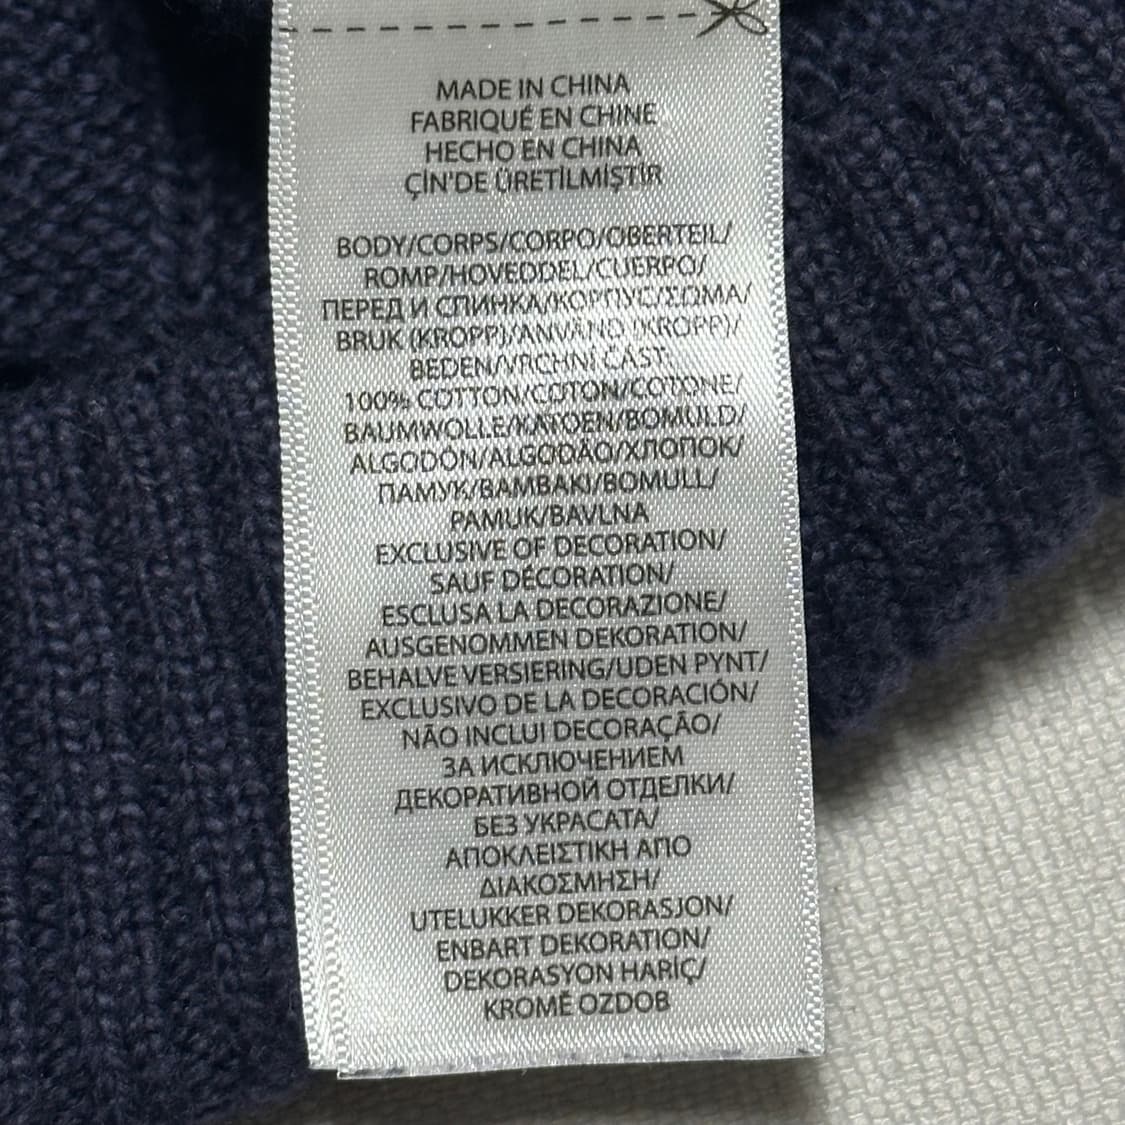 MADE IN CHINA
FABRIQUÉ EN CHINE
HECHO EN CHINA
ÇİN'DE ÜRETİLMİŞTİR
BODY/CORPS/CORPO/OBERTEIL/
ROMP/HOVEDDEL/CUERPO/
ПЕРЕД И СПИНКА/КОРПУС/ΣΩΜΑ/
BRUK (KROPP)/ANVÄND (KROPP)/
BEDEN/VRCHNÍ ČÁST:
100% COTTON/COTON/COTONE/
BAUMWOLLE/KATOEN/BOMULD/
ALGODÓN/ALGODÃO/ХЛОПОК/
ПАМУК/ΒΑΜΒΑΚΙ/BOMULL/
PAMUK/BAVLNA
EXCLUSIVE OF DECORATION/
SAUF DÉCORATION/
ESCLUSA LA DECORAZIONE/
AUSGENOMMEN DEKORATION/
BEHALVE VERSIERING/UDEN PYNT/
EXCLUSIVO DE LA DECORACIÓN/
NÃO INCLUI DECORAÇÃO/
ЗА ИСКЛЮЧЕНИЕМ
ДЕКОРАТИВНОЙ ОТДЕЛКИ/
БЕЗ УКРАСАТА/
ΑΠΟΚΛΕΙΣΤΙΚΗ ΑΠΟ
ΔΙΑΚΟΣΜΗΣΗ/
UTELUKKER DEKORASJON/
ENBART DEKORATION/
DEKORASYON HARİÇ/
KROMĚ OZDOB